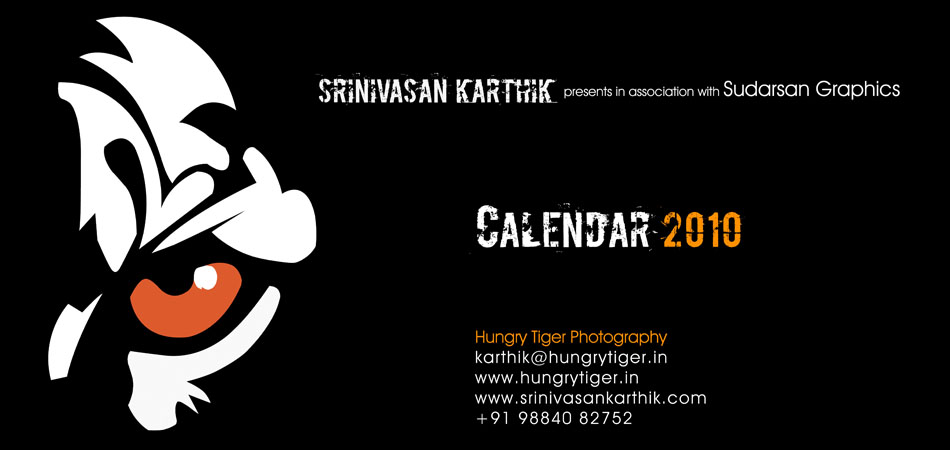 SRINIVASAN KARTHIK presents in association with Sudarsan Graphics
CALENDAR 2010
Hungry Tiger Photography
karthik@hungrytiger.in
www.hungrytiger.in
www.srinivasankarthik.com
+91 98840 82752